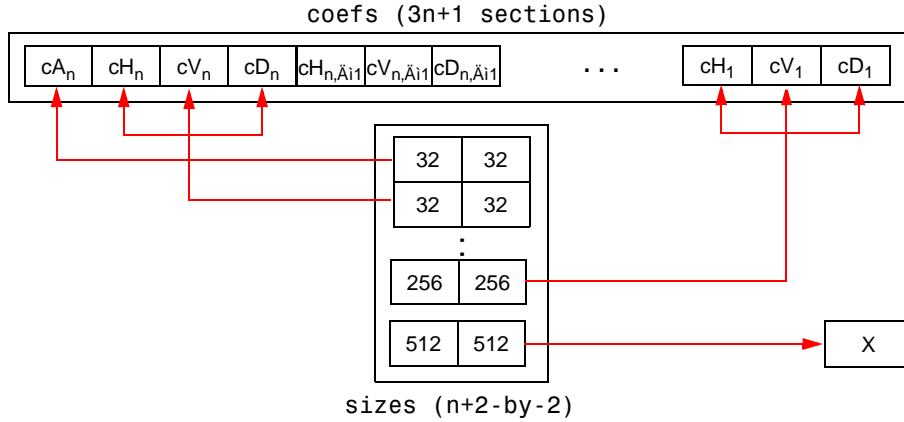 coefs (3n+1 sections)
cAn cHn cVn cDn cHn,Äì1 cVn,Äì1 cDn,Äì1 ... cH1 cV1 cD1
32 32
32 32
:
256 256
512 512 X
sizes (n+2-by-2)